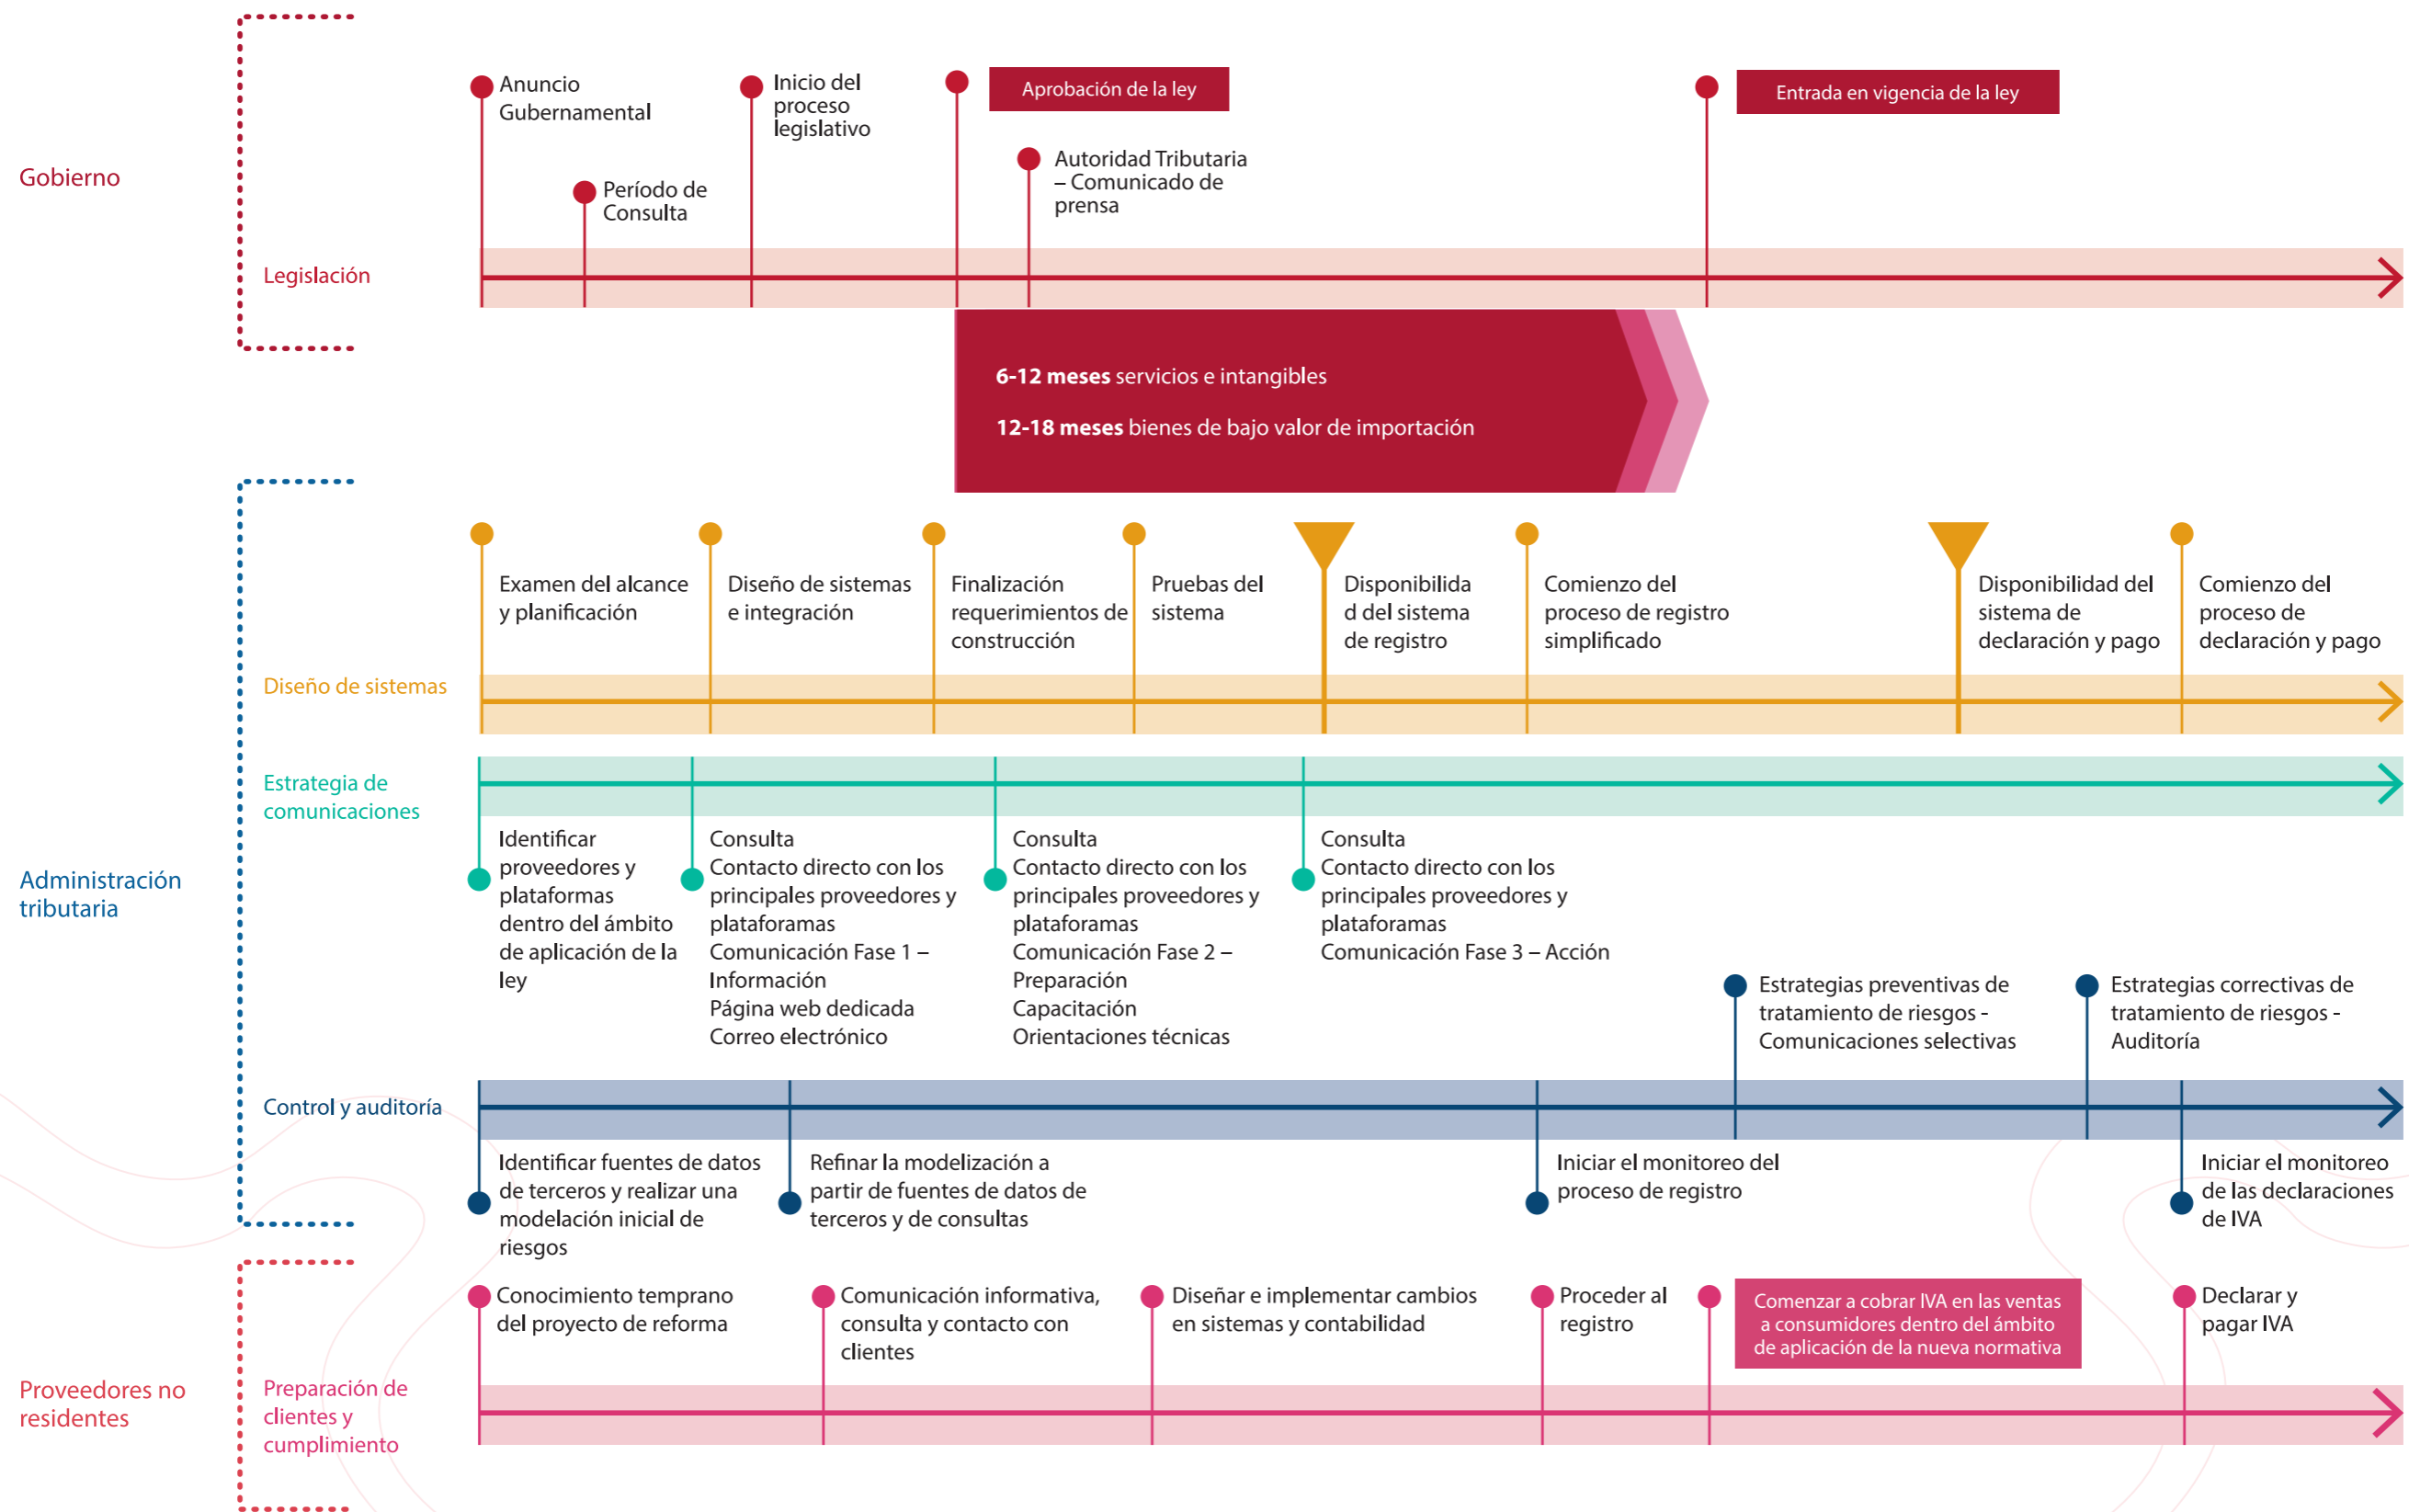 Gobierno
Legislación
Anuncio
Gubernamental
Período de
Consulta
Inicio del
proceso
legislativo
Aprobación de la ley
Autoridad Tributaria
– Comunicado de
prensa
Entrada en vigencia de la ley
6-12 meses servicios e intangibles
12-18 meses bienes de bajo valor de importación
Administración
tributaria
Diseño de sistemas
Examen del alcance
y planificación
Diseño de sistemas
e integración
Finalización
requerimientos de
construcción
Pruebas del
sistema
Disponibilida
d del sistema
de registro
Comienzo del
proceso de registro
simplificado
Disponibilidad del
sistema de
declaración y pago
Comienzo del
proceso de
declaración y pago
Estrategia de
comunicaciones
Identificar
proveedores y
plataformas
dentro del ámbito
de aplicación de la
ley
Consulta
Contacto directo con los
principales proveedores y
plataforamas
Comunicación Fase 1 –
Información
Página web dedicada
Correo electrónico
Consulta
Contacto directo con los
principales proveedores y
plataforamas
Comunicación Fase 2 –
Preparación
Capacitación
Orientaciones técnicas
Consulta
Contacto directo con los
principales proveedores y
plataforamas
Comunicación Fase 3 – Acción
Control y auditoría
Estrategias preventivas de
tratamiento de riesgos -
Comunicaciones selectivas
Estrategias correctivas de
tratamiento de riesgos -
Auditoría
Identificar fuentes de datos
de terceros y realizar una
modelación inicial de
riesgos
Refinar la modelización a
partir de fuentes de datos de
terceros y de consultas
Iniciar el monitoreo del
proceso de registro
Iniciar el monitoreo
de las declaraciones
de IVA
Proveedores no
residentes
Preparación de
clientes y
cumplimiento
Conocimiento temprano
del proyecto de reforma
Comunicación informativa,
consulta y contacto con
clientes
Diseñar e implementar cambios
en sistemas y contabilidad
Proceder al
registro
Comenzar a cobrar IVA en las ventas
a consumidores dentro del ámbito
de aplicación de la nueva normativa
Declarar y
pagar IVA